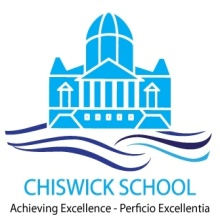 CHISWICK SCHOOL
Achieving Excellence - Perficio Excellentia